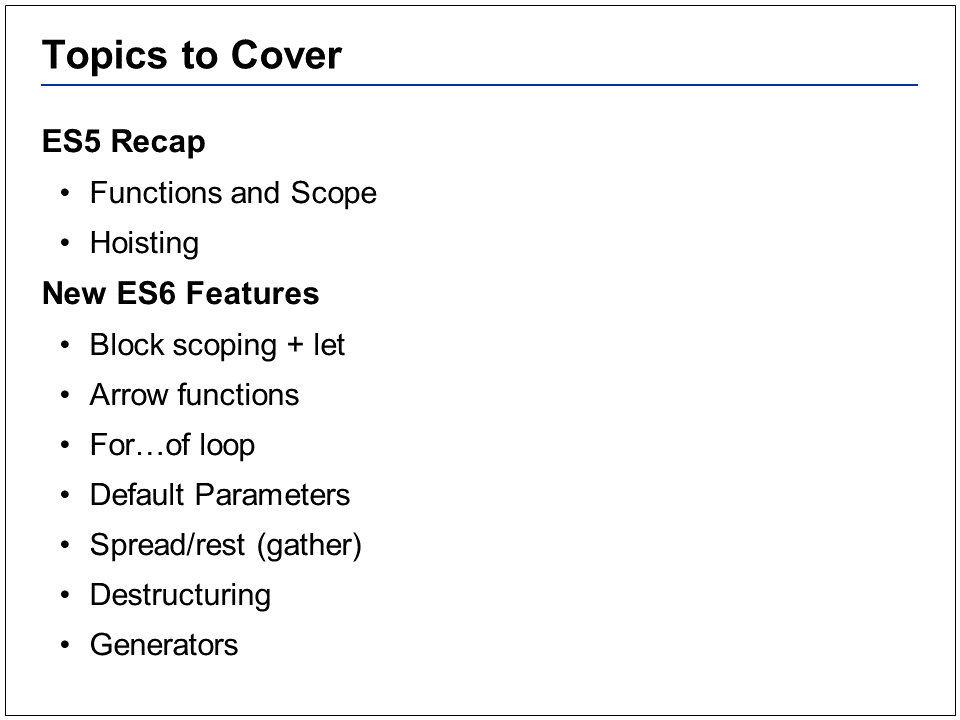 Topics to Cover
ES5 Recap
• Functions and Scope
• Hoisting
New ES6 Features
• Block scoping + let
• Arrow functions
• For…of loop
• Default Parameters
• Spread/rest (gather)
• Destructuring
• Generators